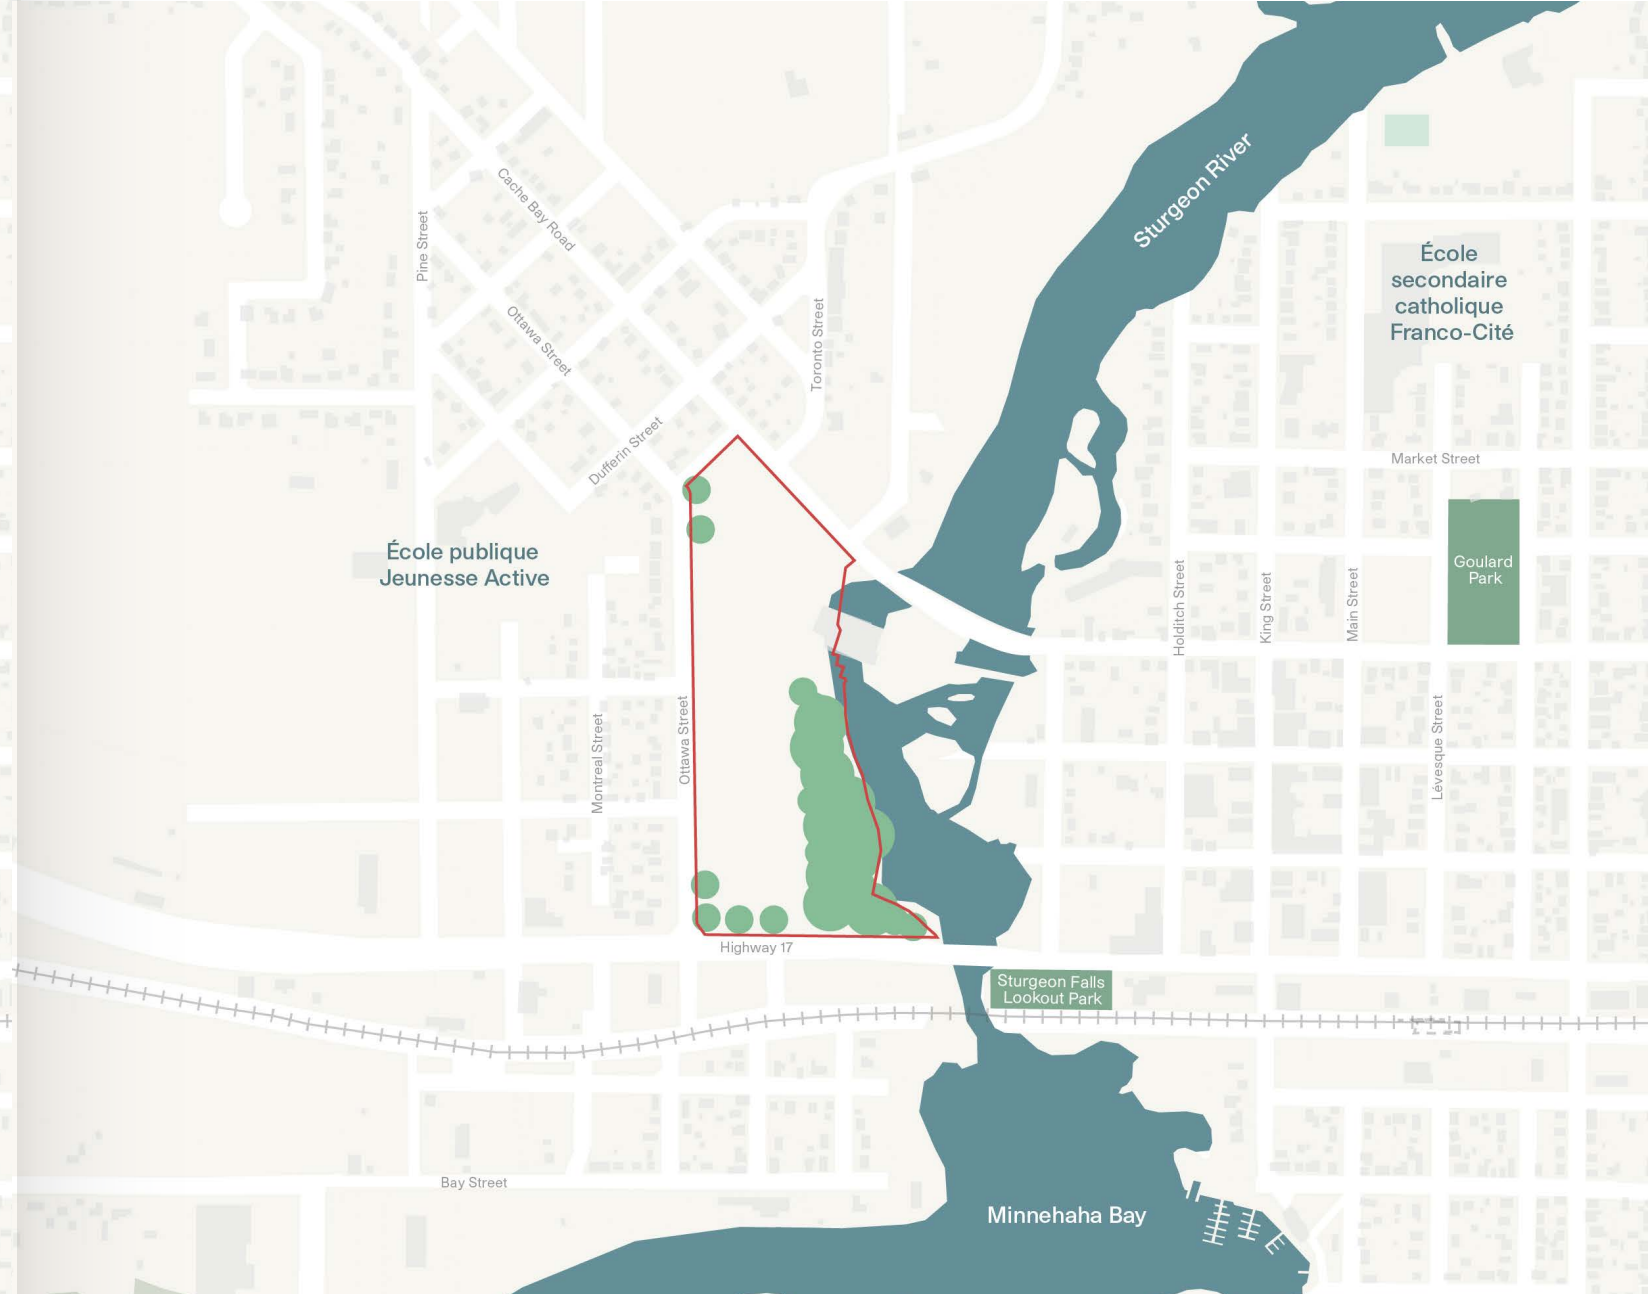 Sturgeon River
Cache Bay Road
Pine Street
École
secondaire
catholique
Franco-Cité
Ottawa Street
Toronto Street
Dufferin Street
Market Street
École publique
Jeunesse Active
Goulard
Park
Holditch Street
King Street
Main Street
Ottawa Street
Montreal Street
Lévesque Street
Highway 17
Sturgeon Falls
Lookout Park
Bay Street
Minnehaha Bay